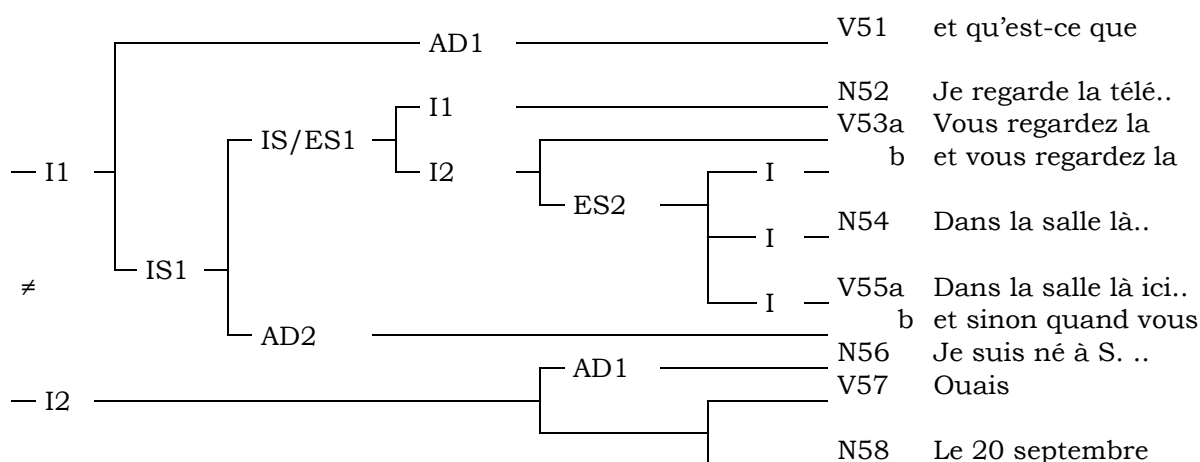 AD1 V51 et qu’est-ce que
I1 N52 Je regarde la télé..
IS/ES1 V53a Vous regardez la
I1 I2 I b et vous regardez la
ES2
I N54 Dans la salle là..
IS1
≠ I V55a Dans la salle là ici..
AD2 b et sinon quand vous
AD1 N56 Je suis né à S. ..
I2 V57 Ouais
N58 Le 20 septembre